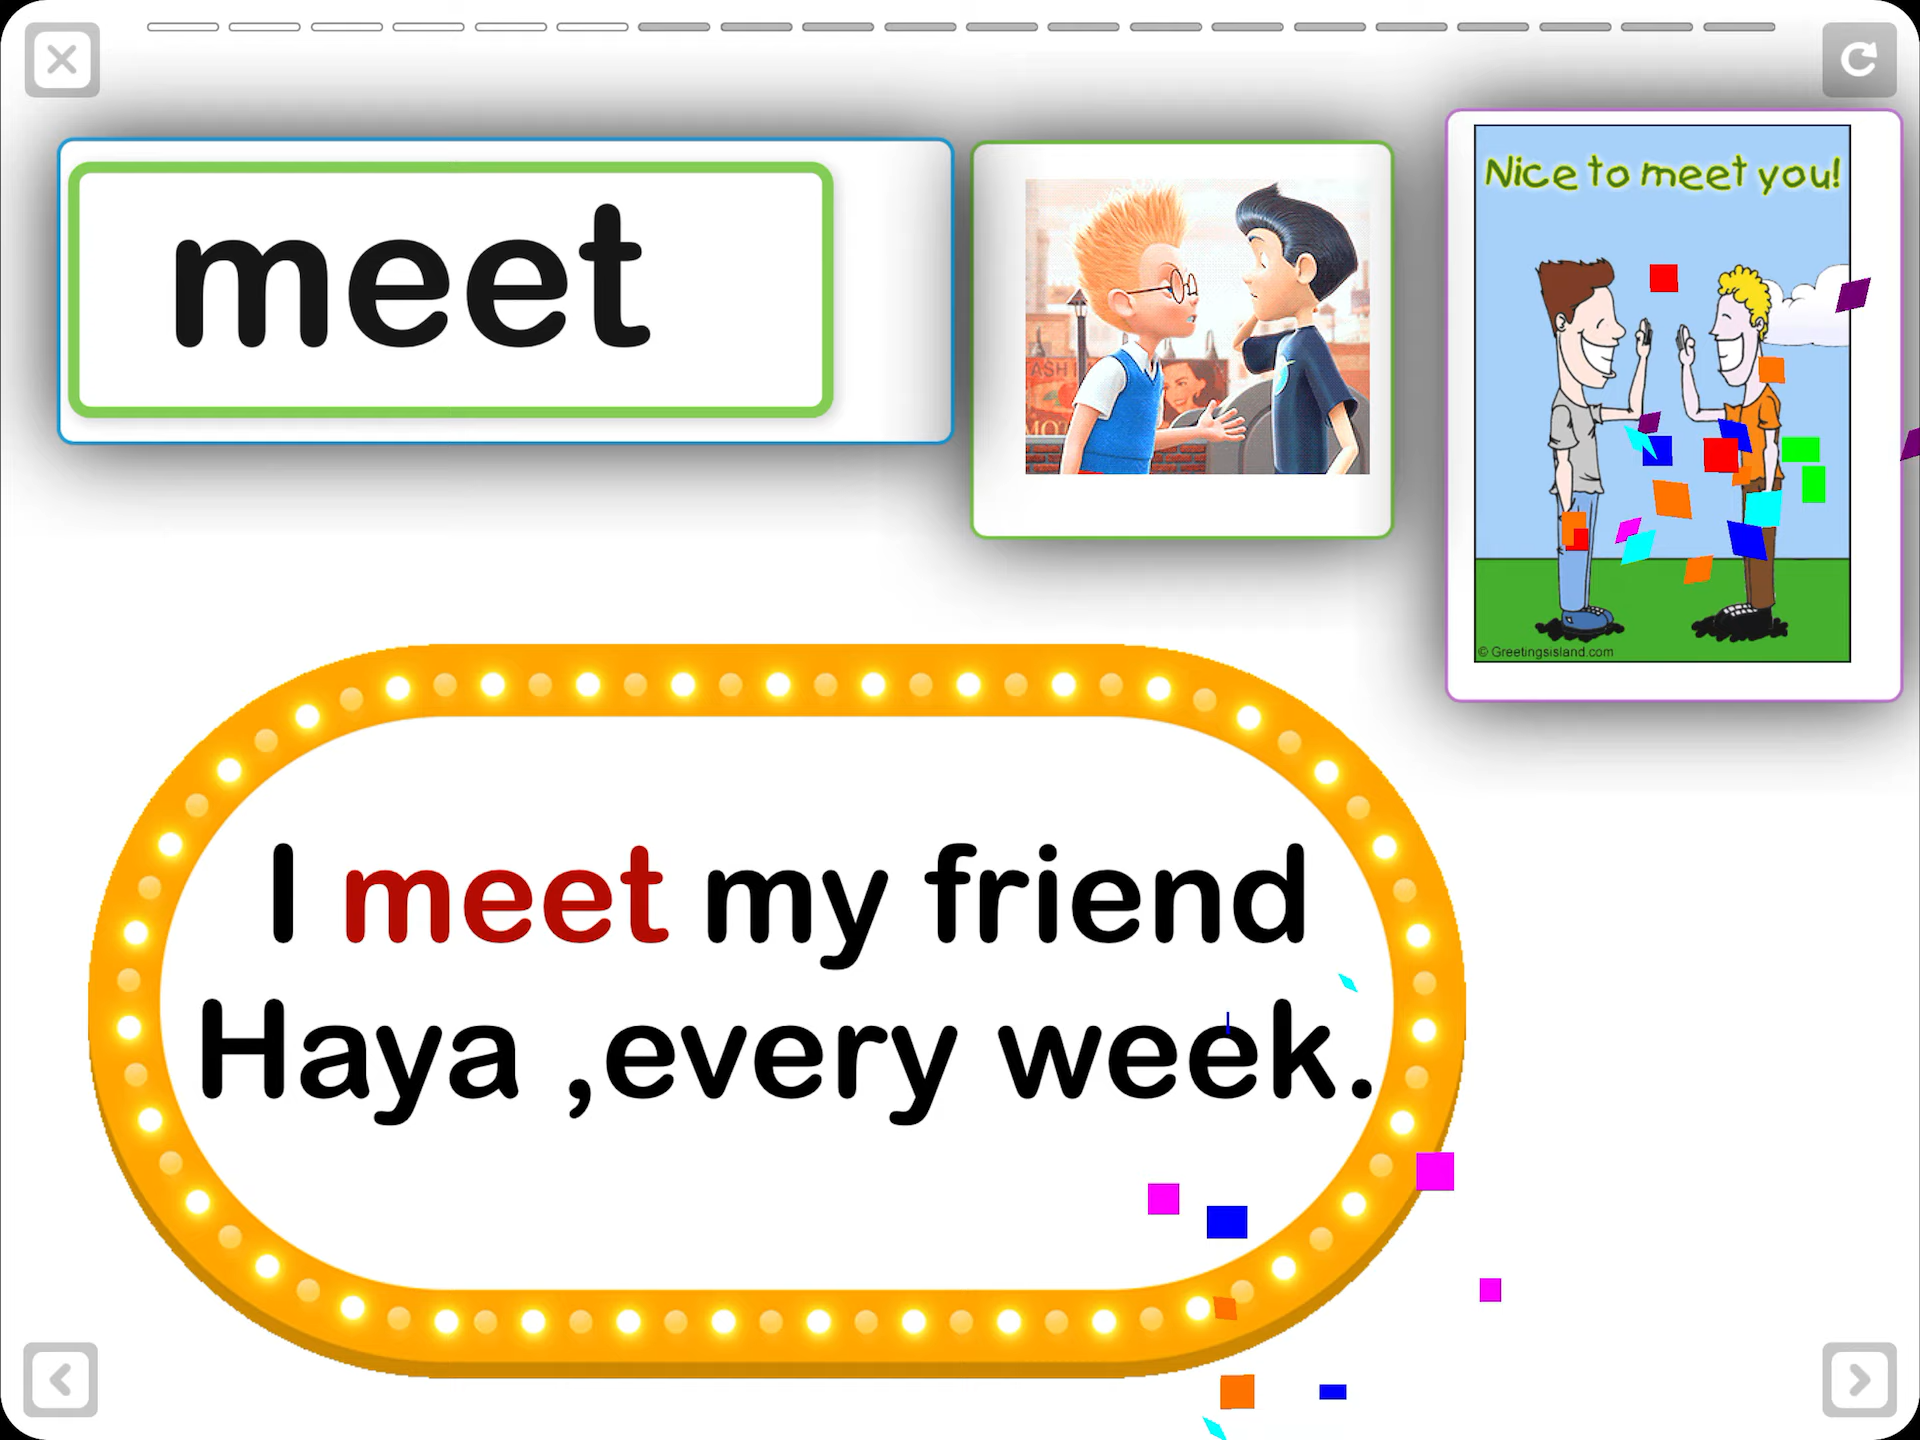 meet
Nice to meet you!
© Greetingsisland.com
I meet my friend
Haya ,every week.